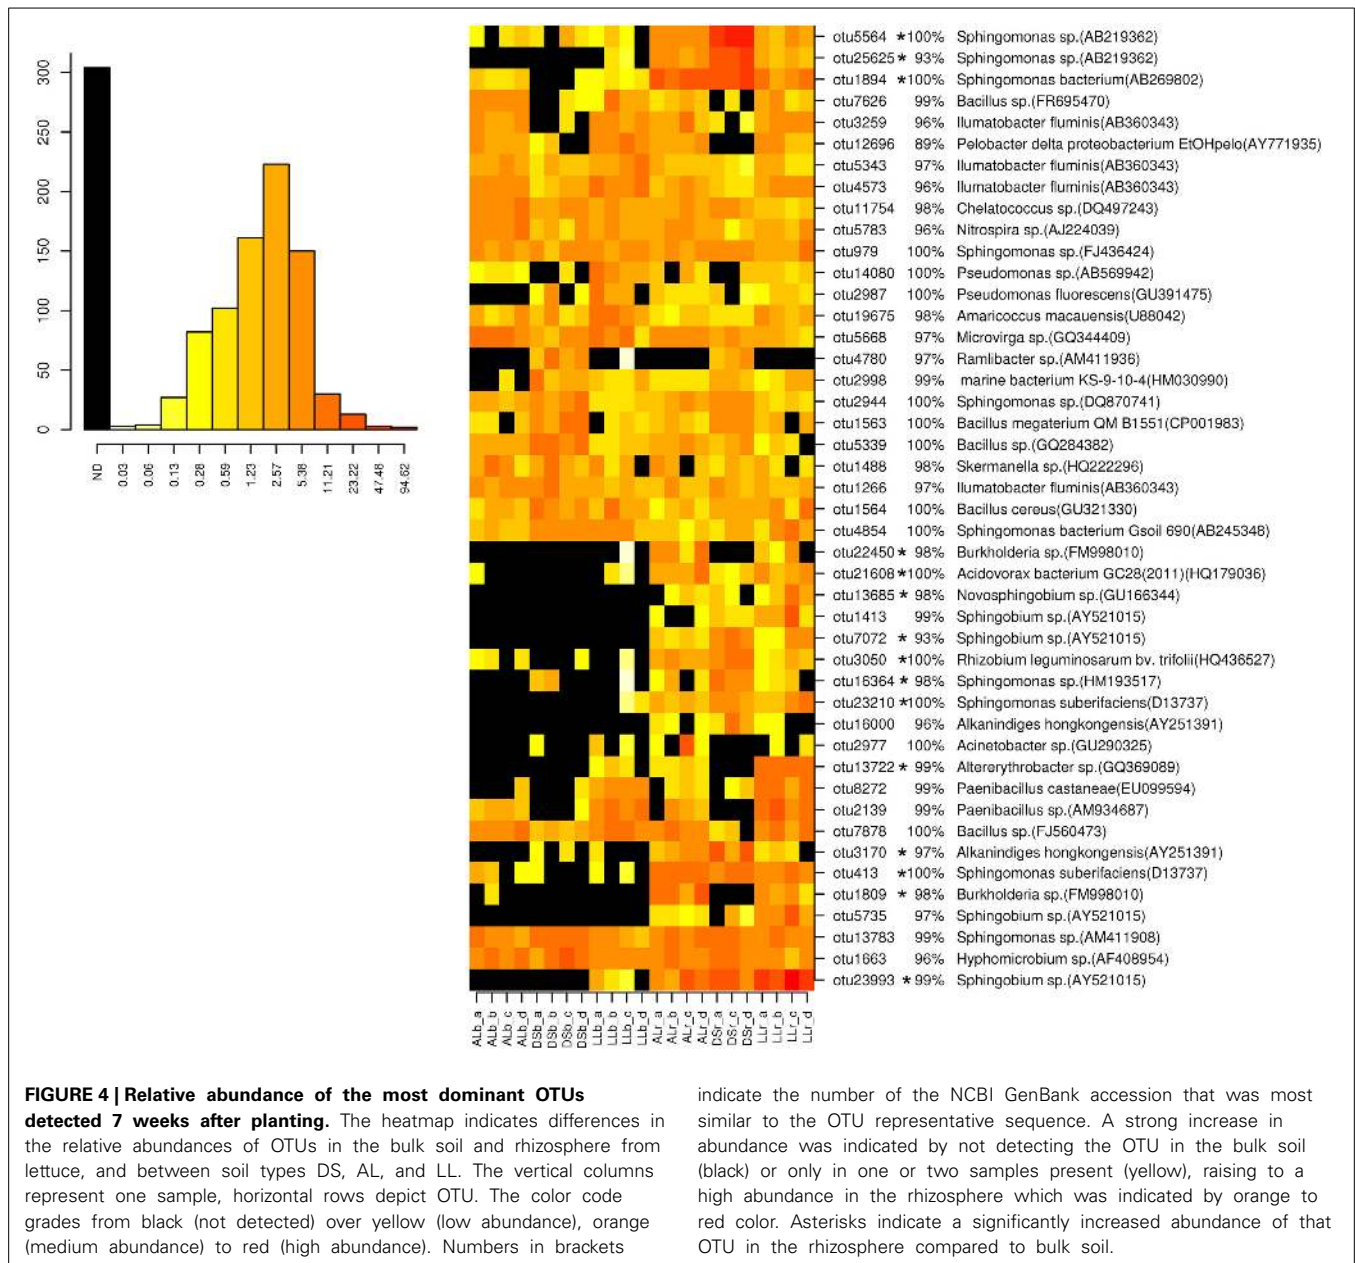 300
250
200
150
100
50
0
ND
0.03
0.06
0.13
0.28
0.59
1.23
2.57
5.38
11.21
23.22
47.48
94.62
otu5564 *100% Sphingomonas sp.(AB219362)
otu25625* 93% Sphingomonas sp.(AB219362)
otu1894 *100% Sphingomonas bacterium(AB269802)
otu7626 99% Bacillus sp.(FR695470)
otu3259 96% Ilumatobacter fluminis(AB360343)
otu12696 89% Pelobacter delta proteobacterium EtOHpelo(AY771935)
otu5343 97% Ilumatobacter fluminis(AB360343)
otu4573 96% Ilumatobacter fluminis(AB360343)
otu11754 98% Chelatococcus sp.(DQ497243)
otu5783 96% Nitrospira sp.(AJ224039)
otu979 100% Sphingomonas sp.(FJ436424)
otu14080 100% Pseudomonas sp.(AB569942)
otu2987 100% Pseudomonas fluorescens(GU391475)
otu19675 98% Amaricoccus macauensis(U88042)
otu5668 97% Microvirga sp.(GQ344409)
otu4780 97% Ramlibacter sp.(AM411936)
otu2998 99% marine bacterium KS-9-10-4(HM030990)
otu2944 100% Sphingomonas sp.(DQ870741)
otu1563 100% Bacillus megaterium QM B1551(CP001983)
otu5339 100% Bacillus sp.(GQ284382)
otu1488 98% Skermanella sp.(HQ222296)
otu1266 97% Ilumatobacter fluminis(AB360343)
otu1564 100% Bacillus cereus(GU321330)
otu4854 100% Sphingomonas bacterium Gsoil 690(AB245348)
otu22450* 98% Burkholderia sp.(FM998010)
otu21608*100% Acidovorax bacterium GC28(2011)(HQ179036)
otu13685* 98% Novosphingobium sp.(GU166344)
otu1413 99% Sphingobium sp.(AY521015)
otu7072 * 93% Sphingobium sp.(AY521015)
otu3050 *100% Rhizobium leguminosarum bv. trifolii(HQ436527)
otu16364* 98% Sphingomonas sp.(HM193517)
otu23210*100% Sphingomonas suberifaciens(D13737)
otu16000 96% Alkanindiges hongkongensis(AY251391)
otu2977 100% Acinetobacter sp.(GU290325)
otu13722* 99% Altererythrobacter sp.(GQ369089)
otu8272 99% Paenibacillus castaneae(EU099594)
otu2139 99% Paenibacillus sp.(AM934687)
otu7878 100% Bacillus sp.(FJ560473)
otu3170 * 97% Alkanindiges hongkongensis(AY251391)
otu413 *100% Sphingomonas suberifaciens(D13737)
otu1809 * 98% Burkholderia sp.(FM998010)
otu5735 97% Sphingobium sp.(AY521015)
otu13783 99% Sphingomonas sp.(AM411908)
otu1663 96% Hyphomicrobium sp.(AF408954)
otu23993 *99% Sphingobium sp.(AY521015)
ALb_a
ALb_b
ALb_c
ALb_d
DSb_a
DSb_b
DSb_c
DSb_d
LLb_a
LLb_b
LLb_c
LLb_d
ALr_a
ALr_b
ALr_c
ALr_d
DSr_a
DSr_c
DSr_d
LLr_a
LLr_b
LLr_c
LLr_d
FIGURE 4 | Relative abundance of the most dominant OTUs
detected 7 weeks after planting. The heatmap indicates differences in
the relative abundances of OTUs in the bulk soil and rhizosphere from
lettuce, and between soil types DS, AL, and LL. The vertical columns
represent one sample, horizontal rows depict OTU. The color code
grades from black (not detected) over yellow (low abundance), orange
(medium abundance) to red (high abundance). Numbers in brackets
indicate the number of the NCBI GenBank accession that was most
similar to the OTU representative sequence. A strong increase in
abundance was indicated by not detecting the OTU in the bulk soil
(black) or only in one or two samples present (yellow), raising to a
high abundance in the rhizosphere which was indicated by orange to
red color. Asterisks indicate a significantly increased abundance of that
OTU in the rhizosphere compared to bulk soil.